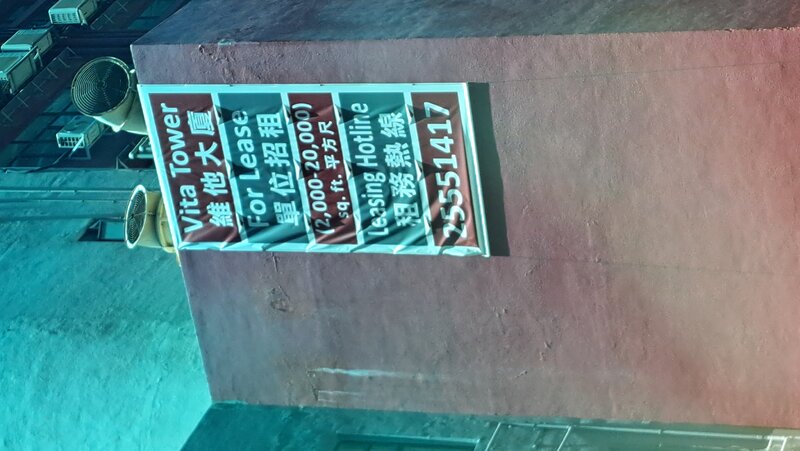 Vita Tower
維他大廈
For Lease
單位招租
(2,000-20,000)
sq. ft. 平方尺
Leasing Hotline
租務熱線
25551417